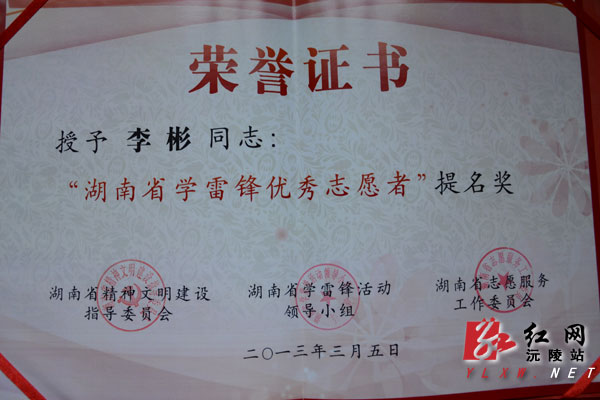 荣誉证书
授予 李彬 同志：
“湖南省学雷锋优秀志愿者”提名奖
湖南省精神文明建设
指导委员会
湖南省学雷锋活动
领导小组
湖南省志愿服务
工作委员会
二〇一三年三月五日
红网
沅陵站
YLXW.NET